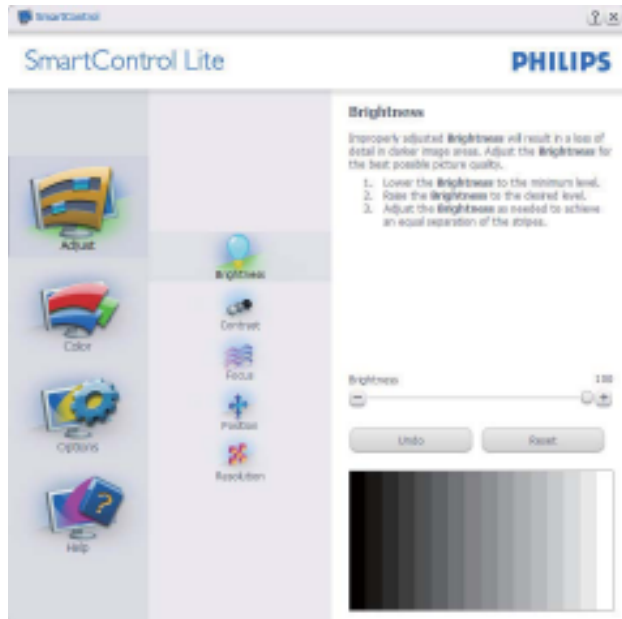 SmartControl
? x
SmartControl Lite
PHILIPS
Brightness
Improperly adjusted Brightness will result in a loss of
detail in darker image areas. Adjust the Brightness for
the best possible picture quality.
1. Lower the Brightness to the minimum level.
2. Raise the Brightness to the desired level.
3. Adjust the Brightness as needed to achieve
an equal separation of the stripes.
Adjust
Color
Options
Help
Brightness
Contrast
Focus
Position
Resolution
Brightness 100
Undo Reset